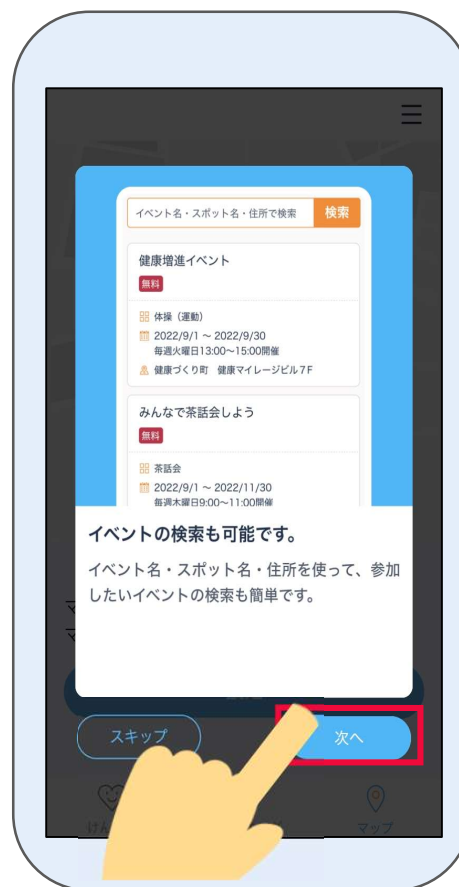 イベント名・スポット名・住所で検索
検索
健康増進イベント
無料
体操（運動）
2022/9/1 ～ 2022/9/30
毎週火曜日13:00～15:00開催
健康づくり町　健康マイレージビル７F
みんなで茶話会しよう
無料
茶話会
2022/9/1 ～ 2022/11/30
毎週木曜日9:00～11:00開催
イベントの検索も可能です。
イベント名・スポット名・住所を使って、参加
したいイベントの検索も簡単です。
マ
マ
スキップ
次へ
けん
マップ